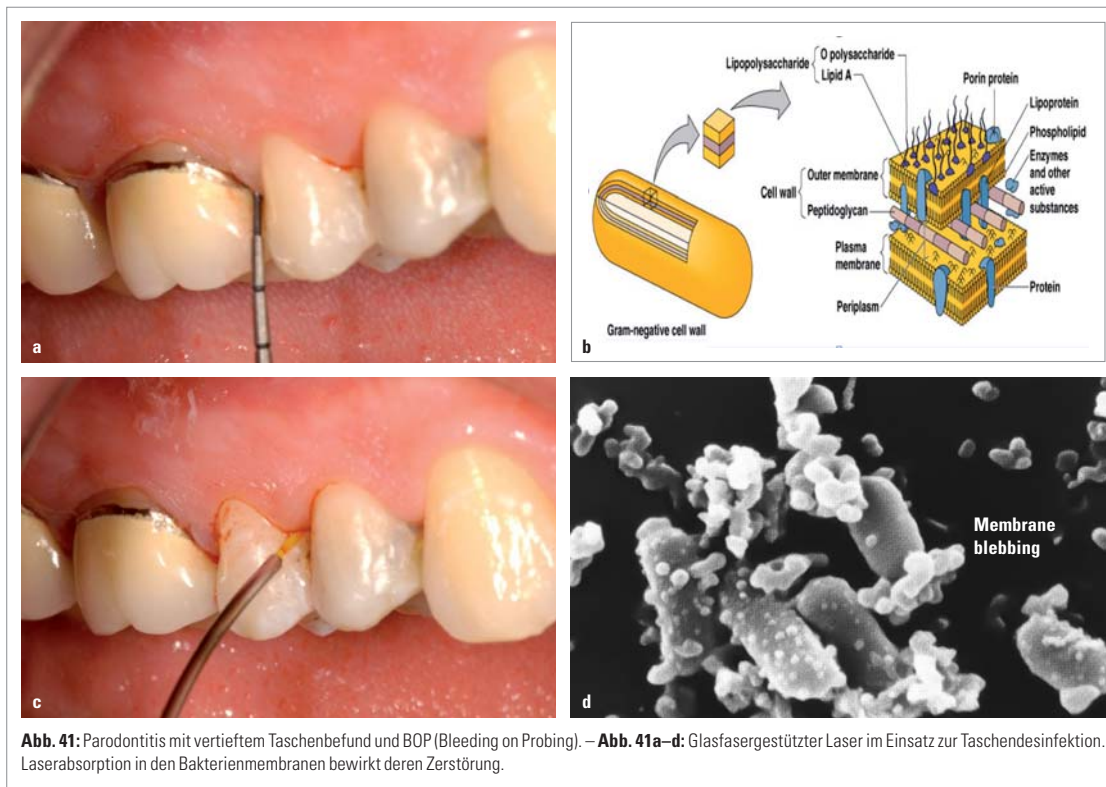 a
Lipopolysaccharide
O polysaccharide
Lipid A
Porin protein
Lipoprotein
Phospholipid
Enzymes
and other
active
substances
Cell wall
Outer membrane
Peptidoglycan
Plasma
membrane
Periplasm
Protein
Gram-negative cell wall
b
c
Membrane
blebbing
d
Abb. 41: Parodontitis mit vertieftem Taschenbefund und BOP (Bleeding on Probing). – Abb. 41a–d: Glasfasergestützter Laser im Einsatz zur Taschendesinfektion.
Laserabsorption in den Bakterienmembranen bewirkt deren Zerstörung.